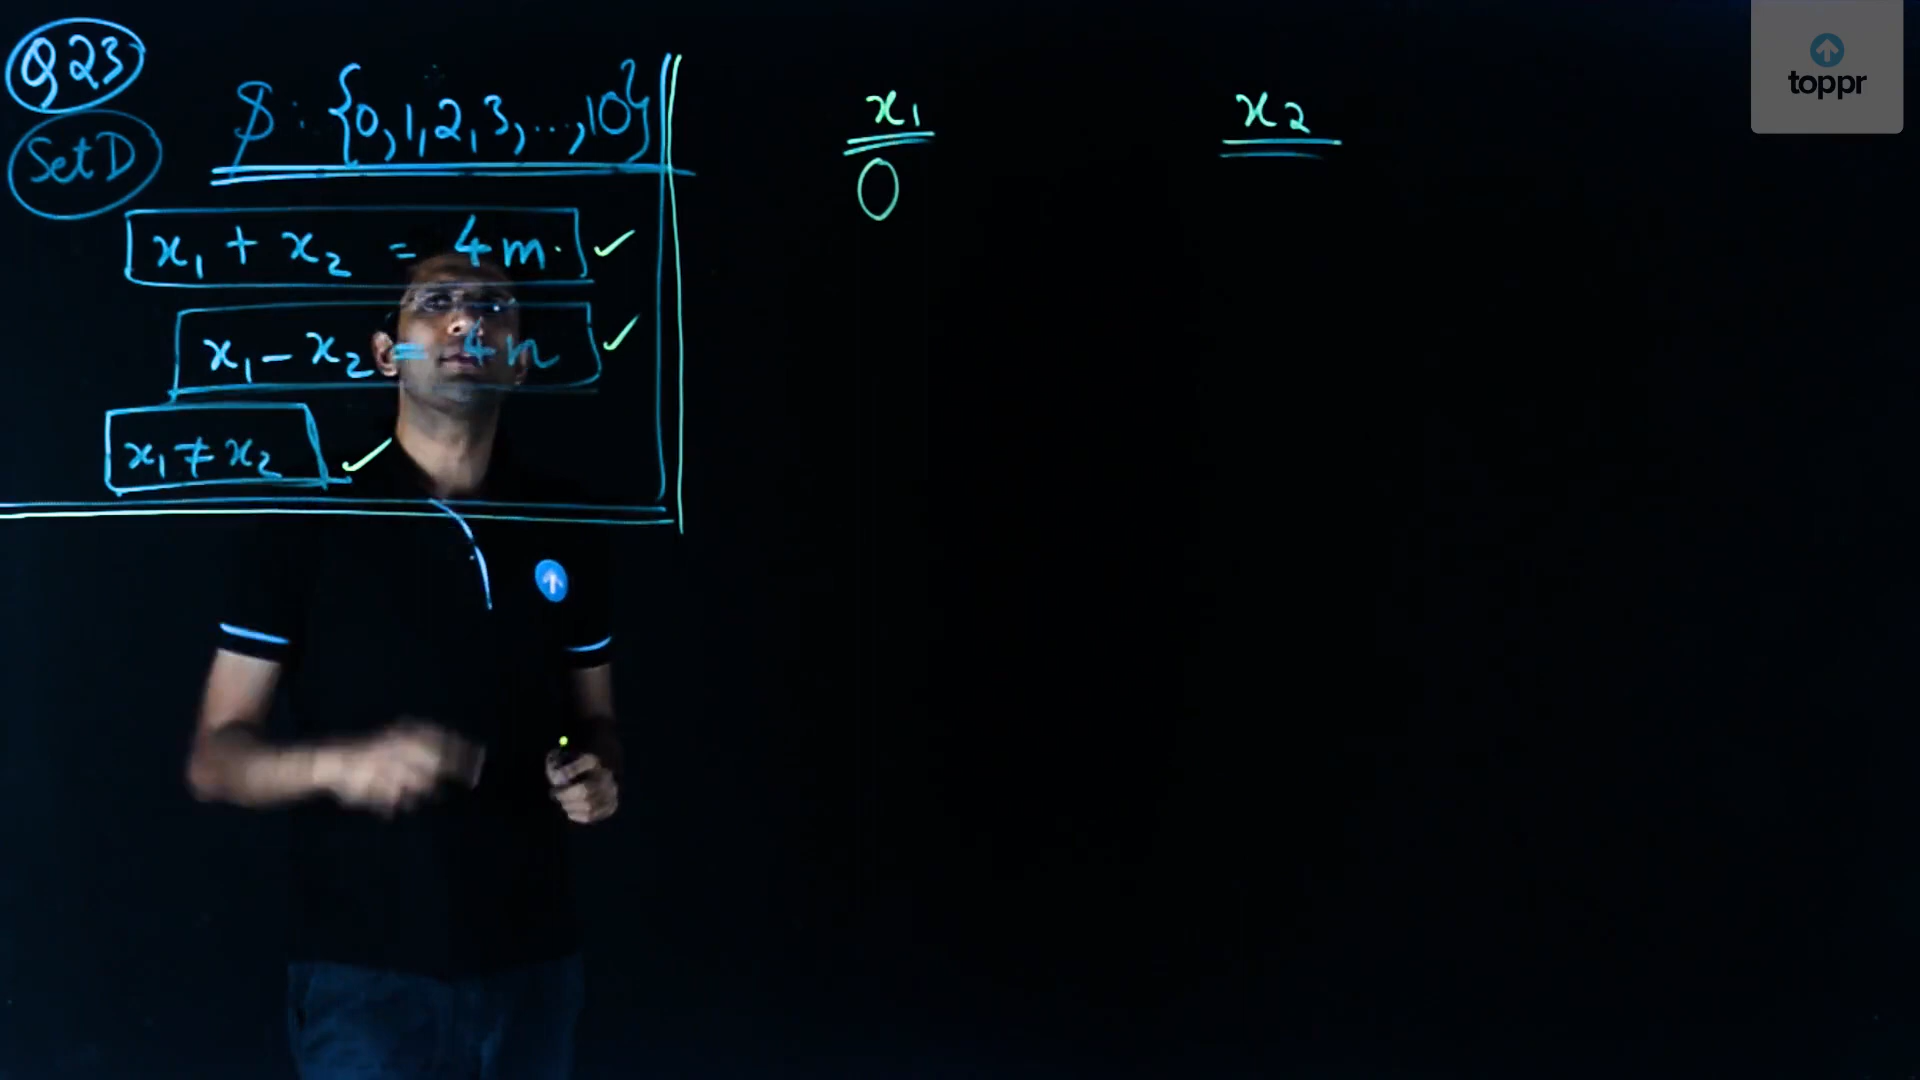 Q23
Set D
S : {0, 1, 2, 3, ..., 10}
x₁ + x₂ = 4m.
x₁ - x₂ = 4n
x₁ ≠ x₂
x₁
x₂
0
toppr